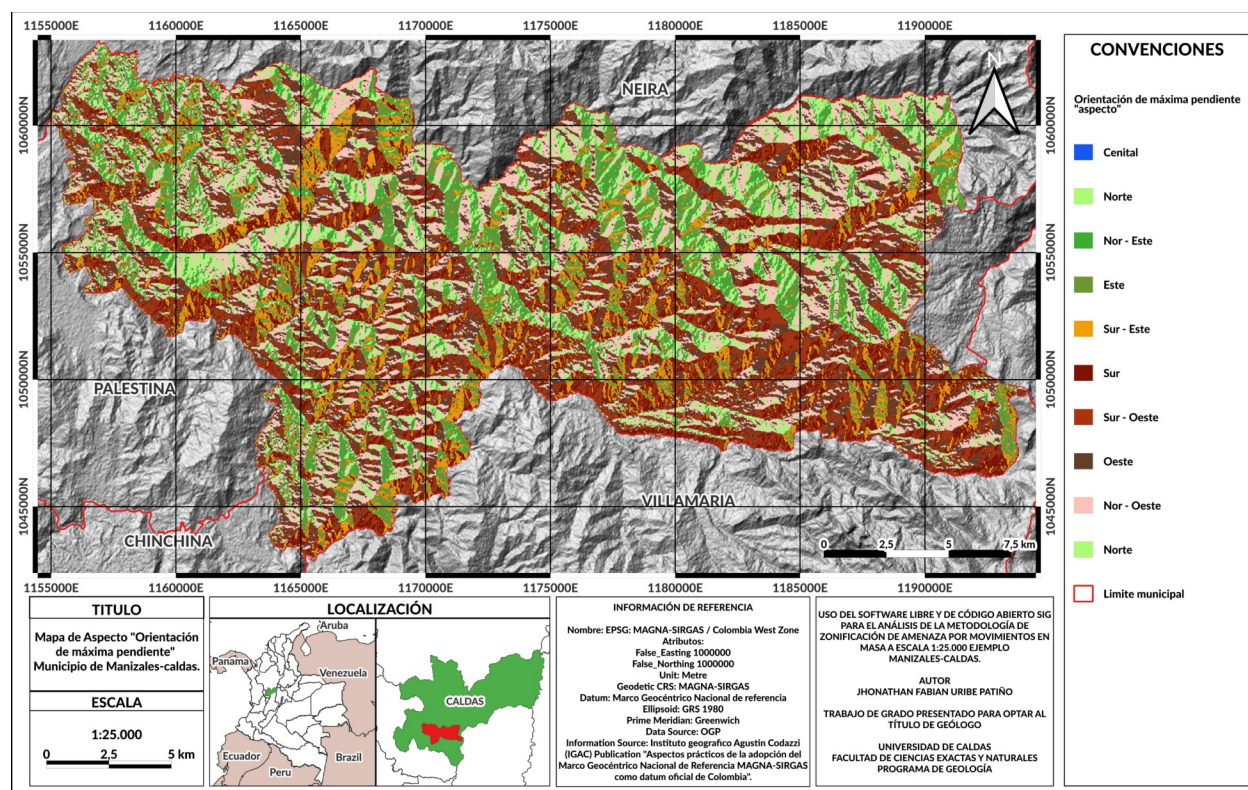 1155000E 1160000E 1165000E 1170000E 1175000E 1180000E 1185000E 1190000E
1060000N
1055000N
1050000N
1045000N
NEIRA
N
PALESTINA
VILLAMARIA
CHINCHINA
0 2,5 5 7,5 km
1060000N
1055000N
1050000N
1045000N
1155000E 1160000E 1165000E 1170000E 1175000E 1180000E 1185000E 1190000E
CONVENCIONES
Orientación de máxima pendiente
"aspecto"
Cenital
Norte
Nor - Este
Este
Sur - Este
Sur
Sur - Oeste
Oeste
Nor - Oeste
Norte
Limite municipal
TITULO
Mapa de Aspecto "Orientación
de máxima pendiente"
Municipio de Manizales-caldas.
ESCALA
1:25.000
0 2,5 5 km
LOCALIZACIÓN
Aruba
Panama
Venezuela
Ecuador
Peru
Brazil
CALDAS
INFORMACIÓN DE REFERENCIA
Nombre: EPSG: MAGNA-SIRGAS / Colombia West Zone
Atributos:
False_Easting 1000000
False_Northing 1000000
Unit: Metre
Geodetic CRS: MAGNA-SIRGAS
Datum: Marco Geocéntrico Nacional de referencia
Ellipsoid: GRS 1980
Prime Meridian: Greenwich
Data Source: OGP
Information Source: Instituto geografico Agustin Codazzi
(IGAC) Publication "Aspectos prácticos de la adopción del
Marco Geocéntrico Nacional de Referencia MAGNA-SIRGAS
como datum oficial de Colombia".
USO DEL SOFTWARE LIBRE Y DE CÓDIGO ABIERTO SIG
PARA EL ANÁLISIS DE LA METODOLOGÍA DE
ZONIFICACIÓN DE AMENAZA POR MOVIMIENTOS EN
MASA A ESCALA 1:25.000 EJEMPLO
MANIZALES-CALDAS.
AUTOR
JHONATHAN FABIAN URIBE PATIÑO
TRABAJO DE GRADO PRESENTADO PARA OPTAR AL
TÍTULO DE GEÓLOGO
UNIVERSIDAD DE CALDAS
FACULTAD DE CIENCIAS EXACTAS Y NATURALES
PROGRAMA DE GEOLOGÍA